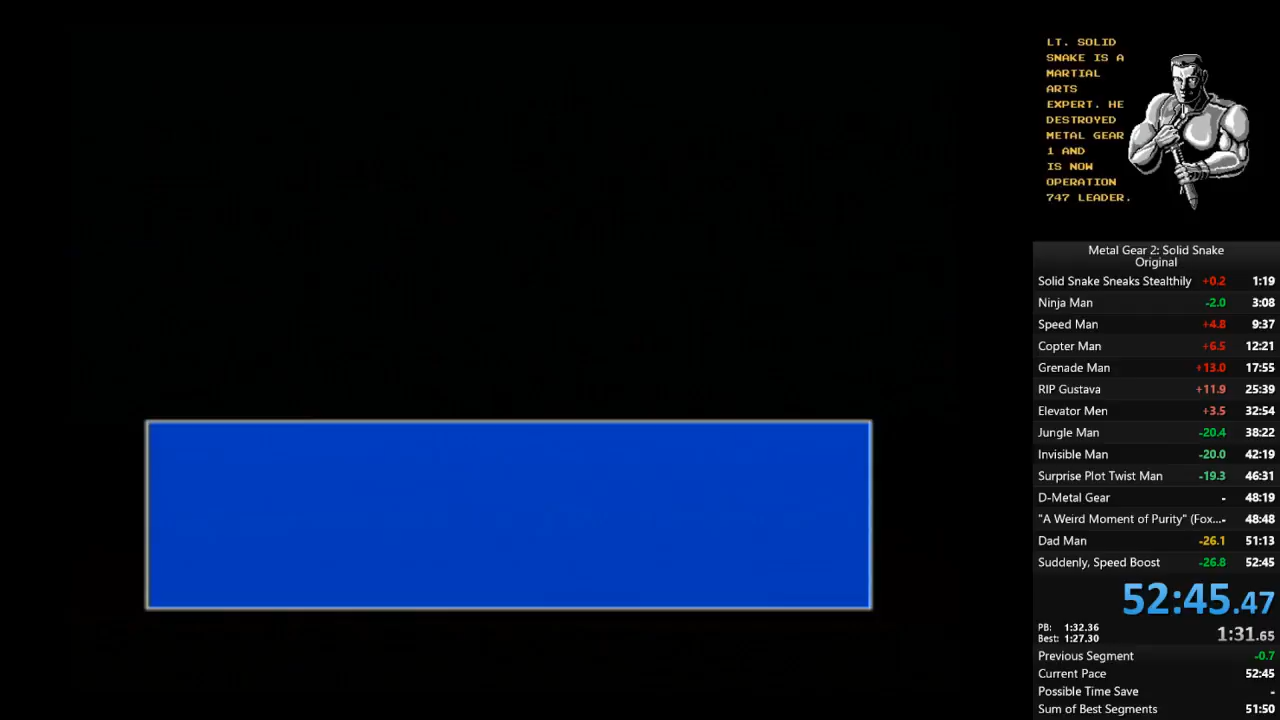 LT. SOLID
SNAKE IS A
MARTIAL
ARTS
EXPERT. HE
DESTROYED
METAL GEAR
1 AND
IS NOW
OPERATION
747 LEADER.
Metal Gear 2: Solid Snake
Original
Solid Snake Sneaks Stealthily +0.2 1:19
Ninja Man -2.0 3:08
Speed Man +4.8 9:37
Copter Man +6.5 12:21
Grenade Man +13.0 17:55
RIP Gustava +11.9 25:39
Elevator Men +3.5 32:54
Jungle Man -20.4 38:22
Invisible Man -20.0 42:19
Surprise Plot Twist Man -19.3 46:31
D-Metal Gear - 48:19
"A Weird Moment of Purity" (Fox...- 48:48
Dad Man -26.1 51:13
Suddenly, Speed Boost -26.8 52:45
52:45.47
PB: 1:32.36
Best: 1:27.30
1:31.65
Previous Segment -0.7
Current Pace 52:45
Possible Time Save -
Sum of Best Segments 51:50